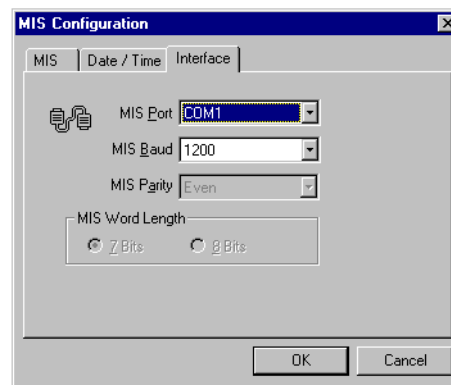 MIS Configuration
MIS Date / Time Interface
MIS Port COM1
MIS Baud 1200
MIS Parity Even
MIS Word Length
7 Bits 8 Bits
OK Cancel